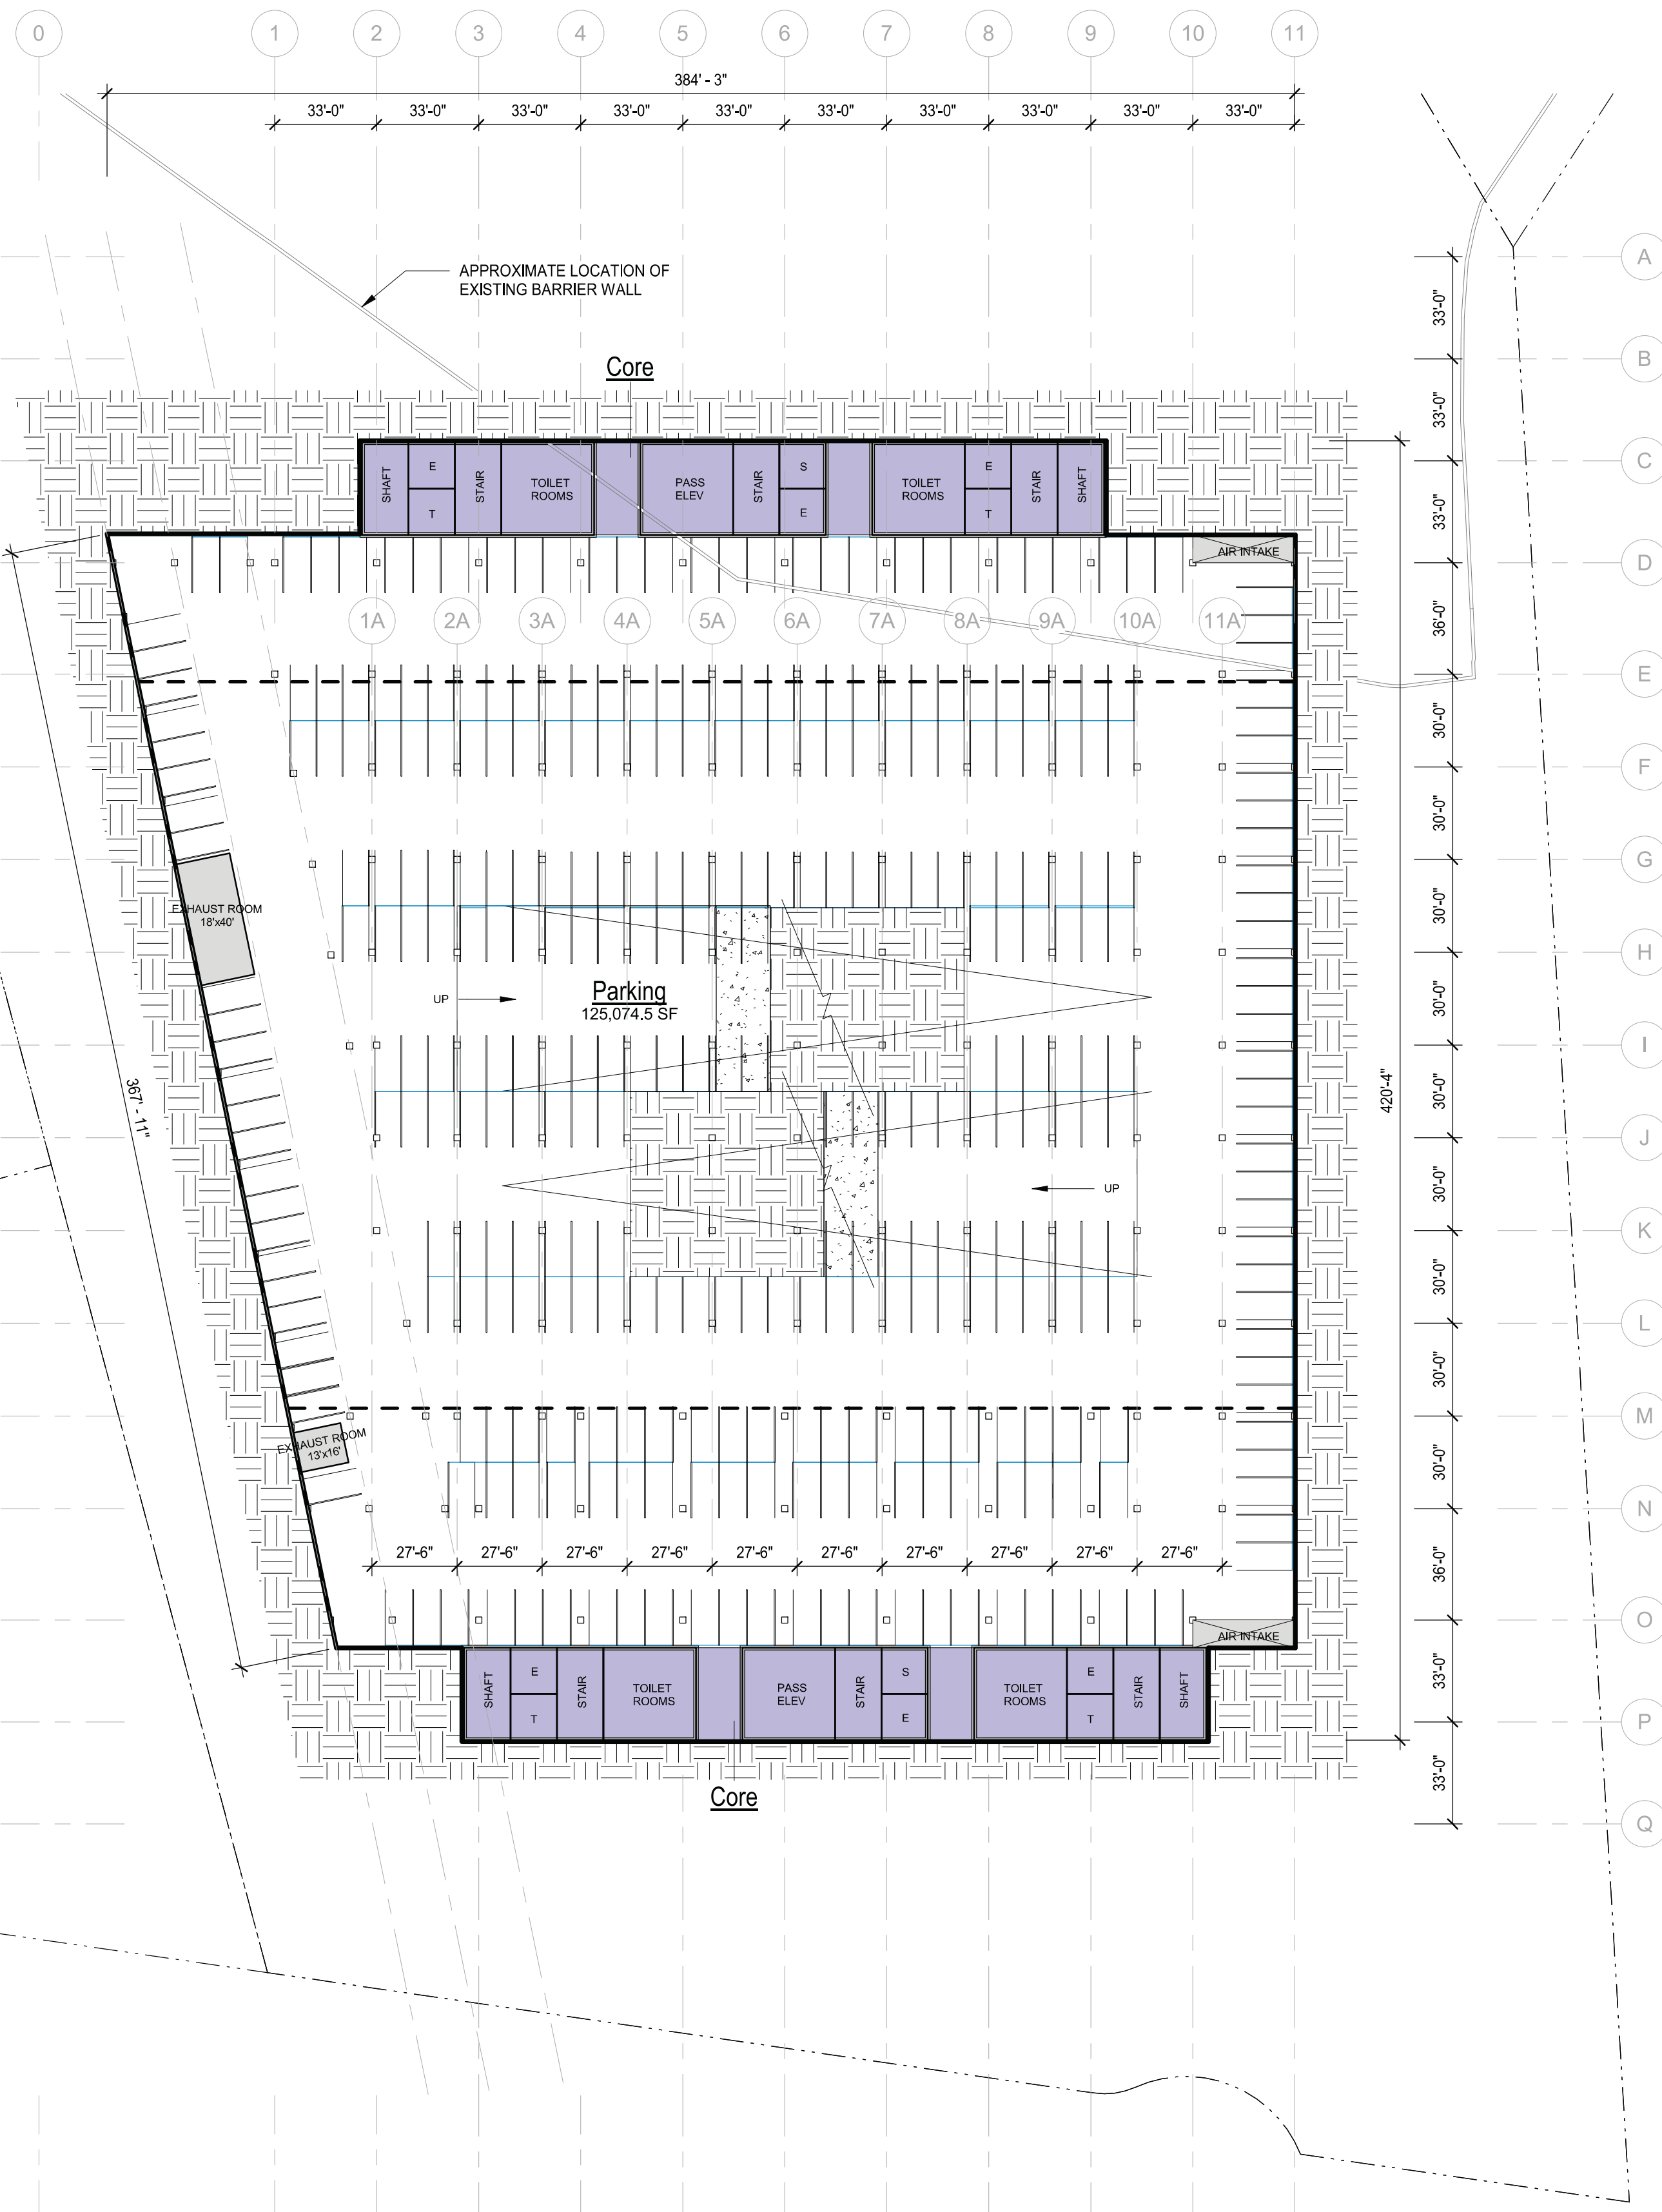 0 1 2 3 4 5 6 7 8 9 10 11
384' - 3"
33'-0" 33'-0" 33'-0" 33'-0" 33'-0" 33'-0" 33'-0" 33'-0" 33'-0" 33'-0"
APPROXIMATE LOCATION OF
EXISTING BARRIER WALL
A
33'-0"
B
33'-0"
C
33'-0"
D
36'-0"
E
30'-0"
F
30'-0"
G
30'-0"
H
30'-0"
I
30'-0"
J
30'-0"
K
30'-0"
L
30'-0"
M
30'-0"
N
36'-0"
O
33'-0"
P
33'-0"
Q
420'-4"
367' - 11"
Core
SHAFT
E
T
STAIR
TOILET
ROOMS
PASS
ELEV
STAIR
S
E
TOILET
ROOMS
E
T
STAIR
SHAFT
AIR INTAKE
1A 2A 3A 4A 5A 6A 7A 8A 9A 10A 11A
EXHAUST ROOM
18'x40'
UP
Parking
125,074.5 SF
UP
EXHAUST ROOM
13'x16'
27'-6" 27'-6" 27'-6" 27'-6" 27'-6" 27'-6" 27'-6" 27'-6" 27'-6" 27'-6"
AIR INTAKE
SHAFT
E
T
STAIR
TOILET
ROOMS
PASS
ELEV
STAIR
S
E
TOILET
ROOMS
E
T
STAIR
SHAFT
Core